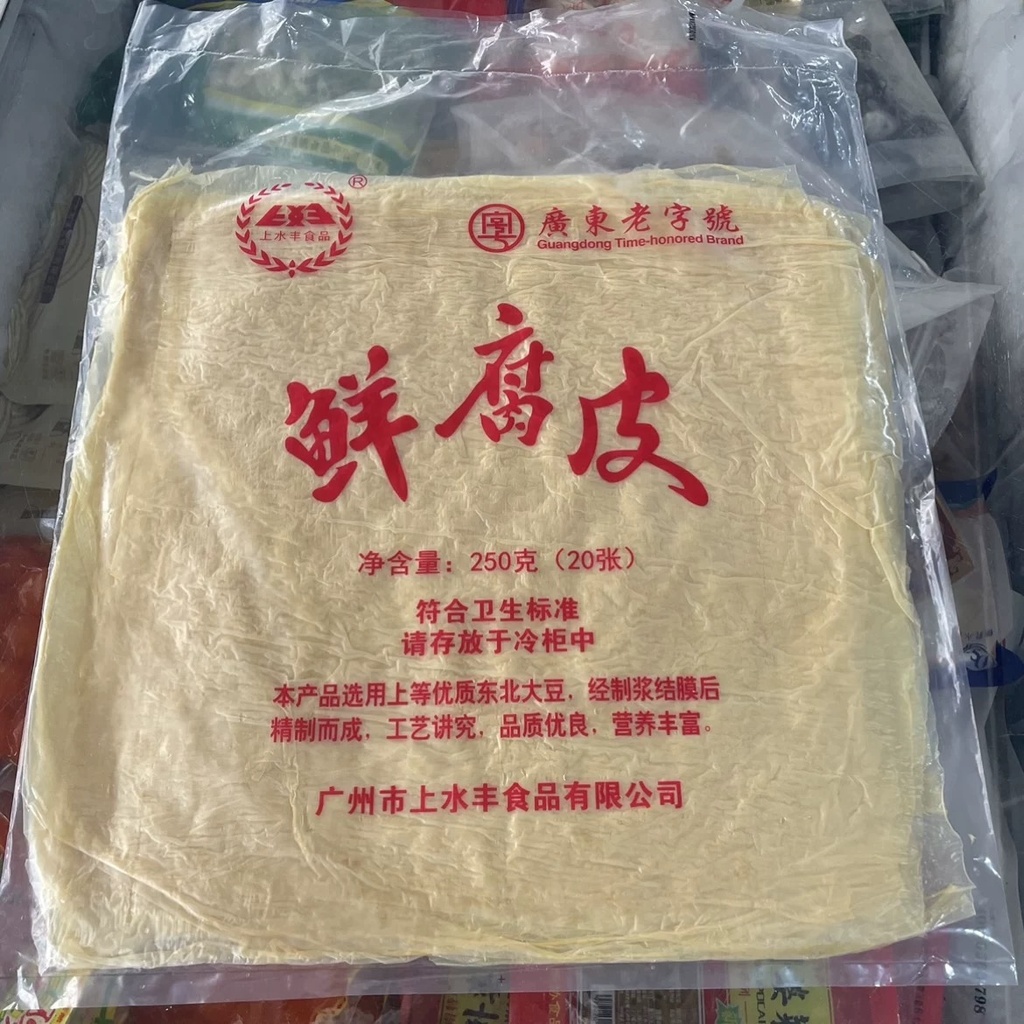 上水丰食品
®
廣東老字號
Guangdong Time-honored Brand
鲜腐皮
净含量：250克（20张）
符合卫生标准
请存放于冷柜中
本产品选用上等优质东北大豆，经制浆结膜后
精制而成，工艺讲究，品质优良，营养丰富。
广州市上水丰食品有限公司
798